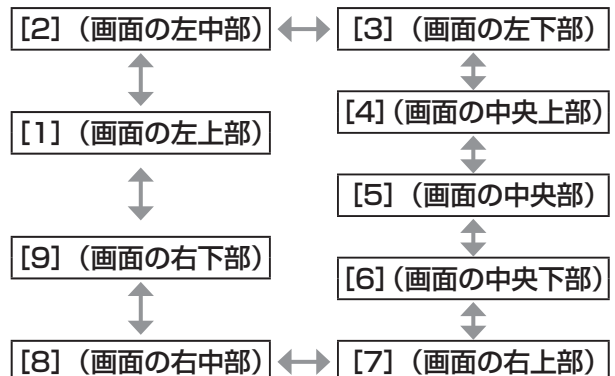 [2]（画面の左中部） [3]（画面の左下部）
[1]（画面の左上部） [4]（画面の中央上部）
[5]（画面の中央部）
[9]（画面の右下部） [6]（画面の中央下部）
[8]（画面の右中部） [7]（画面の右上部）